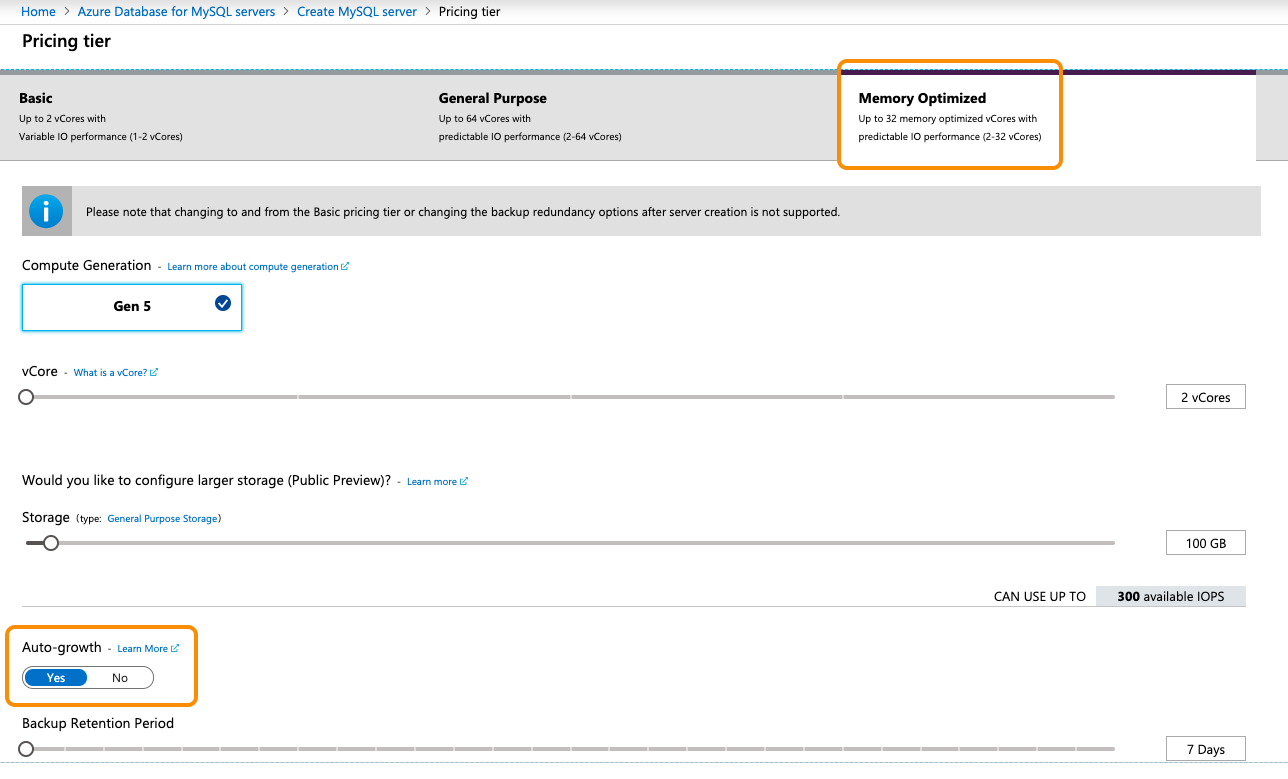 Home > Azure Database for MySQL servers > Create MySQL server > Pricing tier
Pricing tier
Basic
Up to 2 vCores with
Variable IO performance (1-2 vCores)
General Purpose
Up to 64 vCores with
predictable IO performance (2-64 vCores)
Memory Optimized
Up to 32 memory optimized vCores with
predictable IO performance (2-32 vCores)
Please note that changing to and from the Basic pricing tier or changing the backup redundancy options after server creation is not supported.
Compute Generation - Learn more about compute generation
Gen 5
vCore - What is a vCore?
2 vCores
Would you like to configure larger storage (Public Preview)? - Learn more
Storage (type: General Purpose Storage)
100 GB
CAN USE UP TO 300 available IOPS
Auto-growth - Learn More
Yes No
Backup Retention Period
7 Days